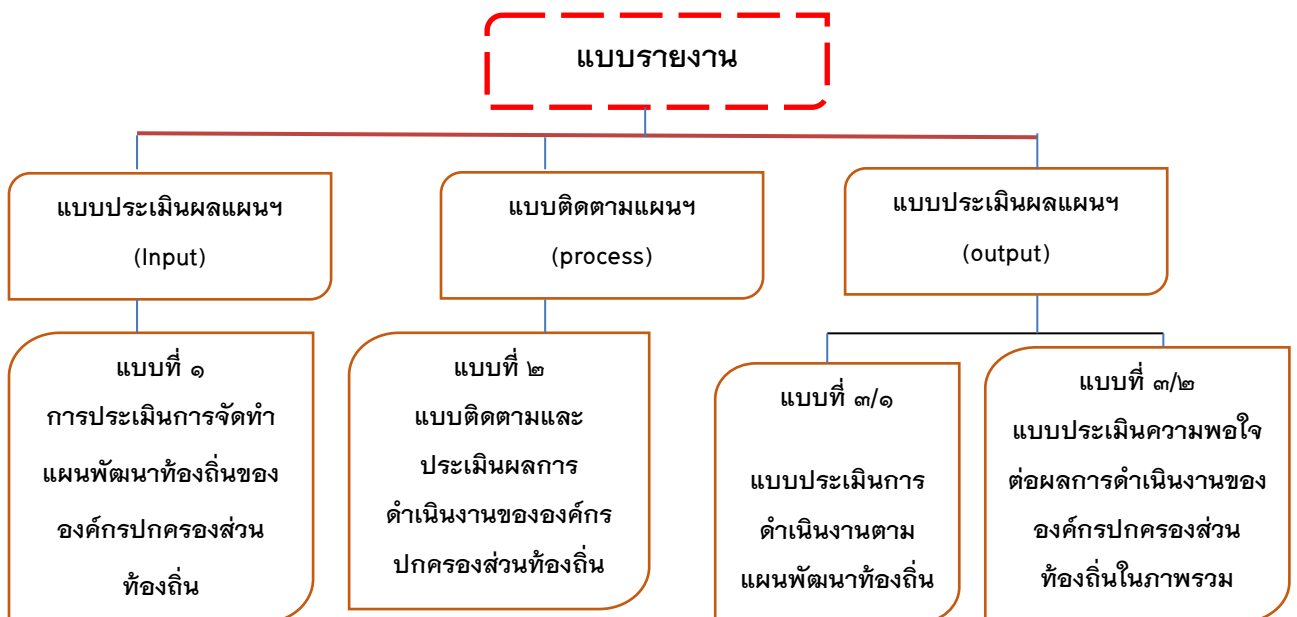 แบบรายงาน
แบบประเมินผลแผนฯ
(Input)
แบบติดตามแผนฯ
(process)
แบบประเมินผลแผนฯ
(output)
แบบที่ ๑
การประเมินการจัดทำ
แผนพัฒนาท้องถิ่นของ
องค์กรปกครองส่วน
ท้องถิ่น
แบบที่ ๒
แบบติดตามและ
ประเมินผลการ
ดำเนินงานขององค์กร
ปกครองส่วนท้องถิ่น
แบบที่ ๓/๑
แบบประเมินการ
ดำเนินงานตาม
แผนพัฒนาท้องถิ่น
แบบที่ ๓/๒
แบบประเมินความพอใจ
ต่อผลการดำเนินงานของ
องค์กรปกครองส่วน
ท้องถิ่นในภาพรวม